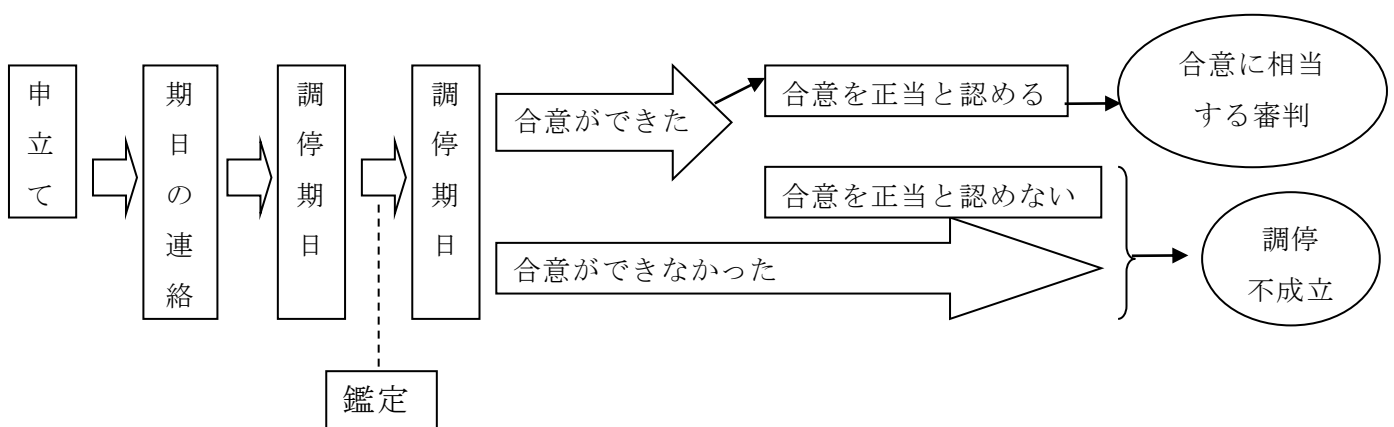 申立て
期日の連絡
調停期日
調停期日
鑑定
合意ができた
合意を正当と認める
合意に相当
する審判
合意を正当と認めない
合意ができなかった
調停
不成立